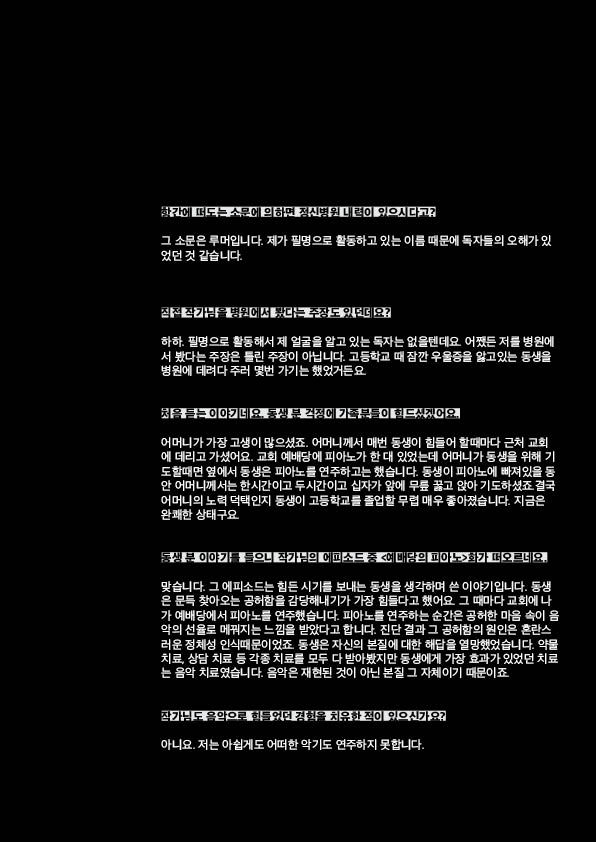 항간에 떠도는 소문에 의하면 정신병원 내력이 있으시다고?
그 소문은 루머입니다. 제가 필명으로 활동하고 있는 이름 때문에 독자들의 오해가 있
었던 것 같습니다.
직접 작가님을 병원에서 봤다는 주장도 있던데요?
하하. 필명으로 활동해서 제 얼굴을 알고 있는 독자는 없을텐데요. 어쨌든 저를 병원에
서 봤다는 주장은 틀린 주장이 아닙니다. 고등학교 때 잠깐 우울증을 앓고있는 동생을
병원에 데려다 주러 몇번 가기는 했었거든요.
처음 듣는 이야기네요. 동생 분 걱정에 가족분들이 힘드셨겠어요.
어머니가 가장 고생이 많으셨죠. 어머니께서 매번 동생이 힘들어 할때마다 근처 교회
에 데리고 가셨어요. 교회 예배당에 피아노가 한 대 있었는데 어머니가 동생을 위해 기
도할때면 옆에서 동생은 피아노를 연주하고는 했습니다. 동생이 피아노에 빠져있을 동
안 어머니께서는 한시간이고 두시간이고 십자가 앞에 무릎 꿇고 앉아 기도하셨죠.결국
어머니의 노력 덕택인지 동생이 고등학교를 졸업할 무렵 매우 좋아졌습니다. 지금은
완쾌한 상태구요.
동생 분 이야기를 들으니 작가님의 에피소드 중 <예배당의 피아노>화가 떠오르네요.
맞습니다. 그 에피소드는 힘든 시기를 보내는 동생을 생각하며 쓴 이야기입니다. 동생
은 문득 찾아오는 공허함을 감당해내기가 가장 힘들다고 했어요. 그 때마다 교회에 나
가 예배당에서 피아노를 연주했습니다. 피아노를 연주하는 순간은 공허한 마음 속이 음
악의 선율로 메꿔지는 느낌을 받았다고 합니다. 진단 결과 그 공허함의 원인은 혼란스
러운 정체성 인식때문이었죠. 동생은 자신의 본질에 대한 해답을 열망했었습니다. 약물
치료, 상담 치료 등 각종 치료를 모두 다 받아봤지만 동생에게 가장 효과가 있었던 치료
는 음악 치료였습니다. 음악은 재현된 것이 아닌 본질 그 자체이기 때문이죠.
작가님도 음악으로 힘들었던 경험을 치유한 적이 있으신가요?
아니요. 저는 아쉽게도 어떠한 악기도 연주하지 못합니다.